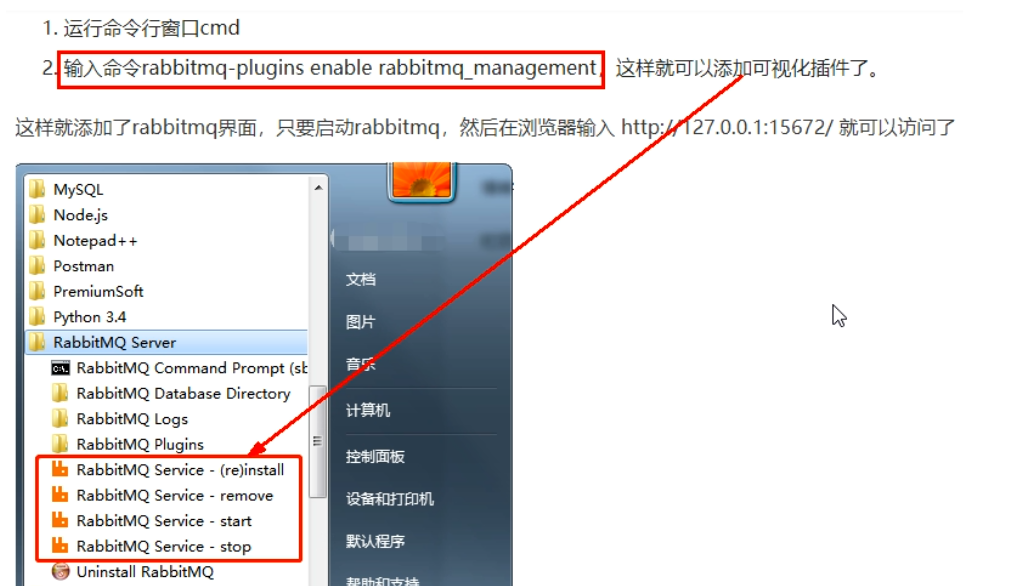 1. 运行命令行窗口cmd
2. 输入命令rabbitmq-plugins enable rabbitmq_management，这样就可以添加可视化插件了。
这样就添加了rabbitmq界面，只要启动rabbitmq，然后在浏览器输入 http://127.0.0.1:15672/ 就可以访问了
MySQL
Node.js
Notepad++
Postman
PremiumSoft
Python 3.4
RabbitMQ Server
RabbitMQ Command Prompt (sb
RabbitMQ Database Directory
RabbitMQ Logs
RabbitMQ Plugins
RabbitMQ Service - (re)install
RabbitMQ Service - remove
RabbitMQ Service - start
RabbitMQ Service - stop
Uninstall RabbitMQ
文档
图片
音乐
计算机
控制面板
设备和打印机
默认程序
帮助和支持